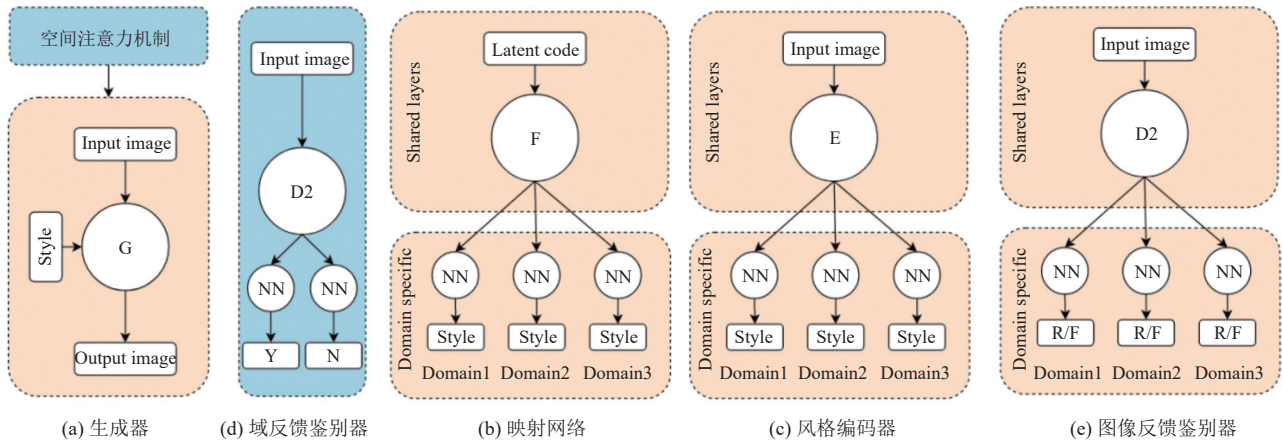 空间注意力机制
Input image
Style
G
Output image
(a) 生成器
Input image
D2
NN
NN
Y
N
(d) 域反馈鉴别器
Shared layers
Latent code
F
Domain specific
NN
NN
NN
Style
Style
Style
Domain1
Domain2
Domain3
(b) 映射网络
Shared layers
Input image
E
Domain specific
NN
NN
NN
Style
Style
Style
Domain1
Domain2
Domain3
(c) 风格编码器
Shared layers
Input image
D2
Domain specific
NN
NN
NN
R/F
R/F
R/F
Domain1
Domain2
Domain3
(e) 图像反馈鉴别器